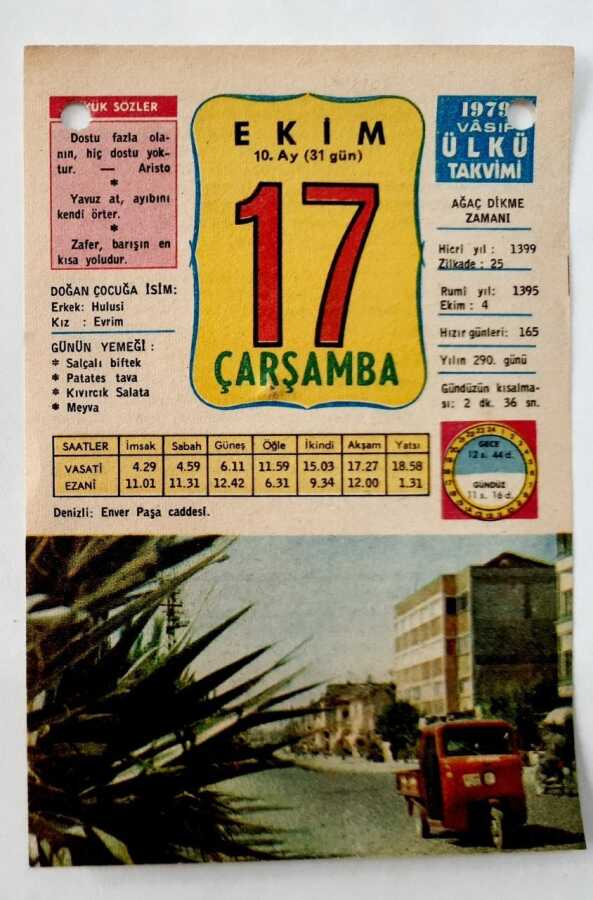 YÜK SÖZLER
Dostu fazla ola-
nın, hiç dostu yok-
tur. — Aristo
*
Yavuz at, ayıbını
kendi örter.
*
Zafer, barışın en
kısa yoludur.
DOĞAN ÇOCUĞA İSİM:
Erkek: Hulusi
Kız : Evrim
GÜNÜN YEMEĞİ :
* Salçalı biftek
* Patates tava
* Kıvırcık Salata
* Meyva
EKİM
10. Ay (31 gün)
17
ÇARŞAMBA
1979
VÂSIF
ÜLKÜ
TAKVİMİ
AĞAÇ DİKME
ZAMANI
Hicrî yıl : 1399
Zilkade : 25
Rumî yıl: 1395
Ekim : 4
Hızır günleri: 165
Yılın 290. günü
Gündüzün kısalma-
sı: 2 dk. 36 sn.
SAATLER İmsak Sabah Güneş Öğle İkindi Akşam Yatsı
VASATİ 4.29 4.59 6.11 11.59 15.03 17.27 18.58
EZANİ 11.01 11.31 12.42 6.31 9.34 12.00 1.31
GECE
12 s. 44 d.
GÜNDÜZ
11 s. 16 d.
Denizli: Enver Paşa caddesi.